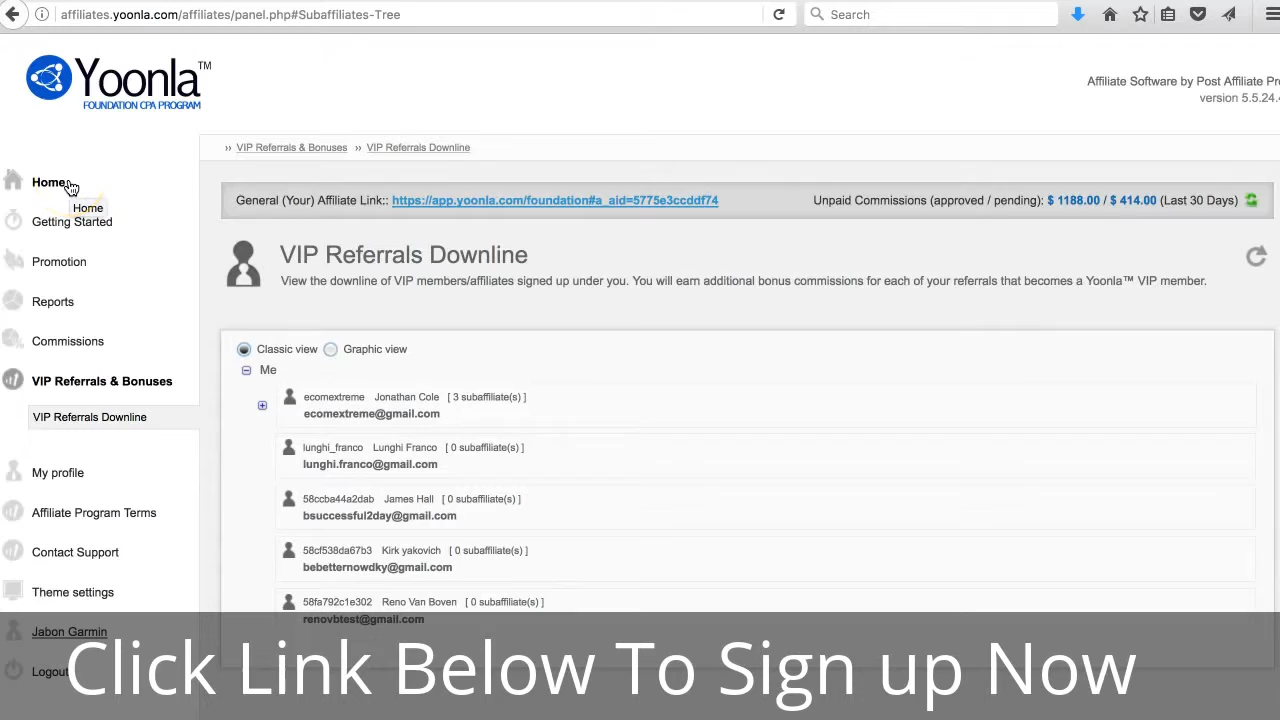 affiliates.yoonla.com/affiliates/panel.php#Subaffiliates-Tree
Search
Yoonla™
FOUNDATION CPA PROGRAM
Affiliate Software by Post Affiliate Pr
version 5.5.24.
›› VIP Referrals & Bonuses ›› VIP Referrals Downline
Home
Home
Getting Started
Promotion
Reports
Commissions
VIP Referrals & Bonuses
VIP Referrals Downline
My profile
Affiliate Program Terms
Contact Support
Theme settings
Jabon Garmin
Logout
General (Your) Affiliate Link:: https://app.yoonla.com/foundation#a_aid=5775e3ccddf74
Unpaid Commissions (approved / pending): $ 1188.00 / $ 414.00 (Last 30 Days)
VIP Referrals Downline
View the downline of VIP members/affiliates signed up under you. You will earn additional bonus commissions for each of your referrals that becomes a Yoonla™ VIP member.
Classic view Graphic view
Me
ecomextreme Jonathan Cole [ 3 subaffiliate(s) ]
ecomextreme@gmail.com
lunghi_franco Lunghi Franco [ 0 subaffiliate(s) ]
lunghi.franco@gmail.com
58ccba44a2dab James Hall [ 0 subaffiliate(s) ]
bsuccessful2day@gmail.com
58cf538da67b3 Kirk yakovich [ 0 subaffiliate(s) ]
bebetternowdky@gmail.com
58fa792c1e302 Reno Van Boven [ 0 subaffiliate(s) ]
renovbtest@gmail.com
Click Link Below To Sign up Now